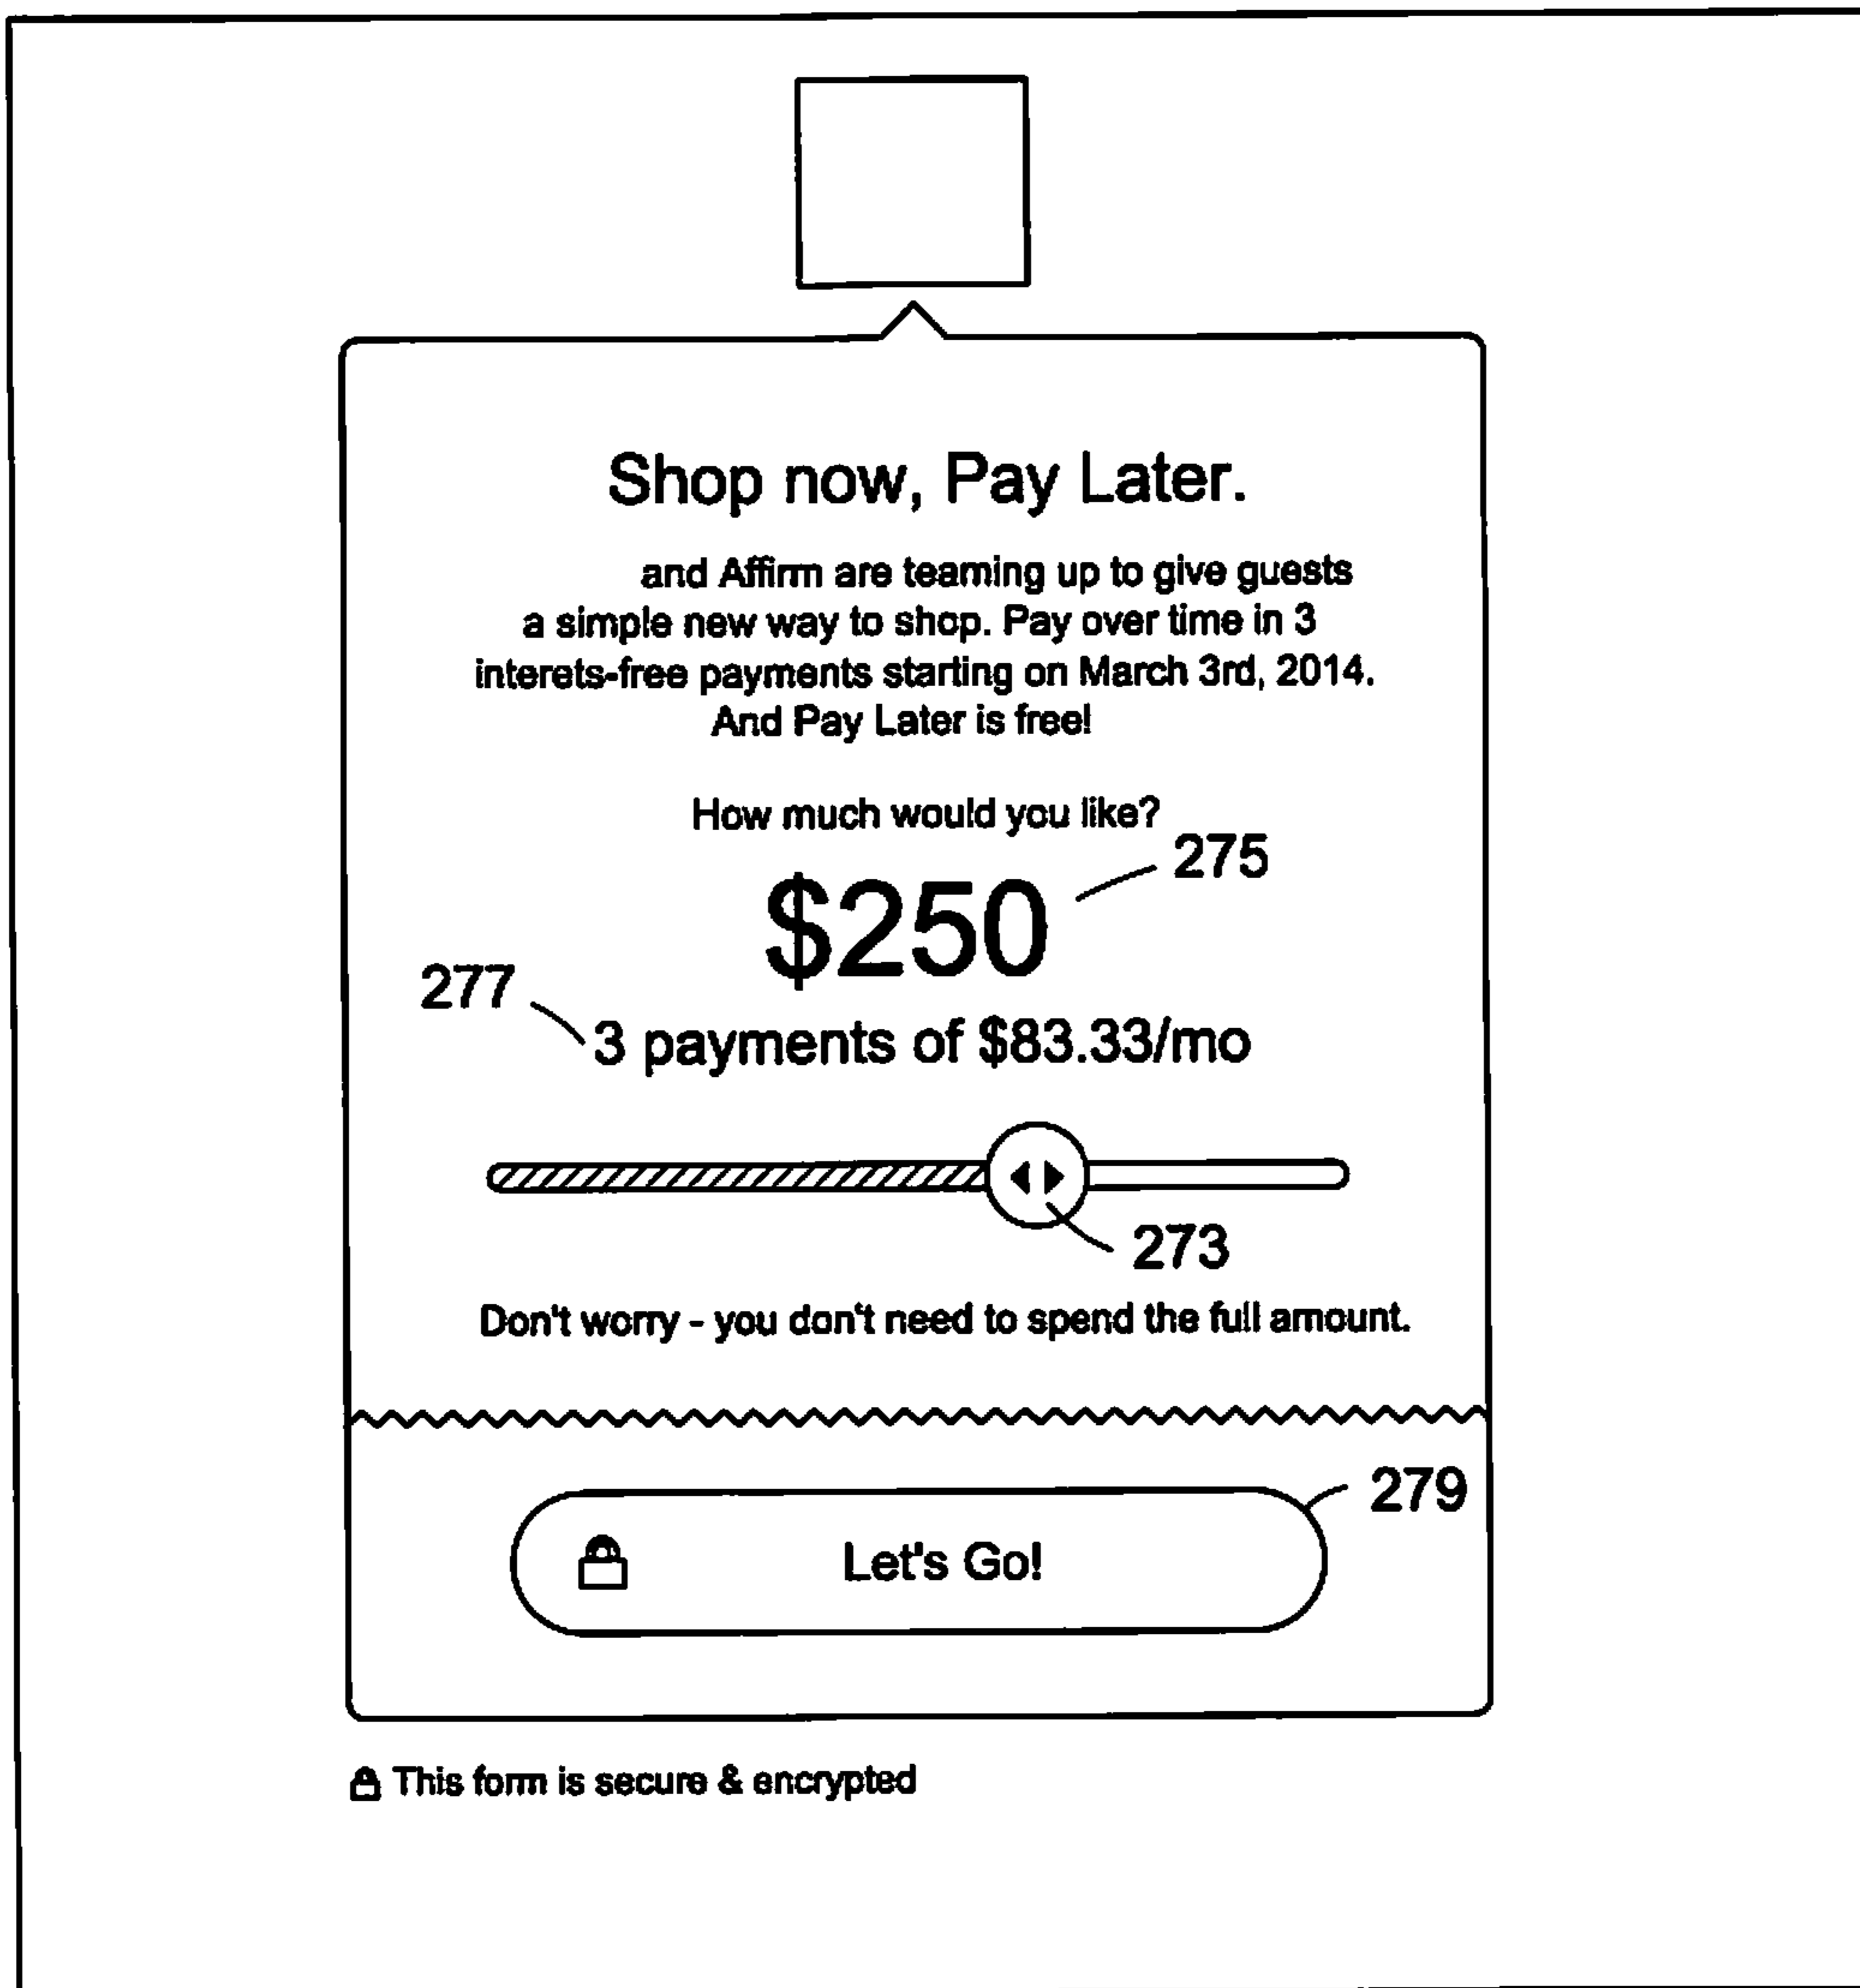 Shop now, Pay Later.
and Affirm are teaming up to give guests
a simple new way to shop. Pay over time in 3
interets-free payments starting on March 3rd, 2014.
And Pay Later is free!
How much would you like?
275
$250
277
3 payments of $83.33/mo
273
Don't worry - you don't need to spend the full amount.
279
Let's Go!
This form is secure & encrypted